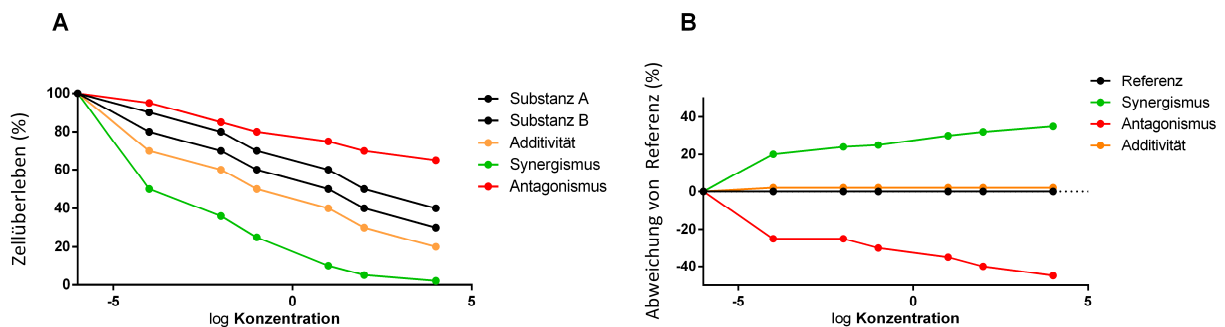 A
Zellüberleben (%)
100
80
60
40
20
0
-5
0
5
log Konzentration
Substanz A
Substanz B
Additivität
Synergismus
Antagonismus
B
Abweichung von Referenz (%)
40
20
0
-20
-40
-5
0
5
log Konzentration
Referenz
Synergismus
Antagonismus
Additivität